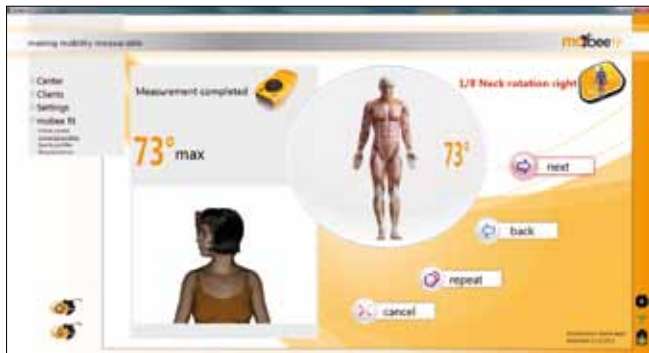 making mobility measurable
mobee fit
Center
Clients
Settings
mobee fit
Measurement completed
1/8 Neck rotation right
73° max
73°
next
back
repeat
cancel